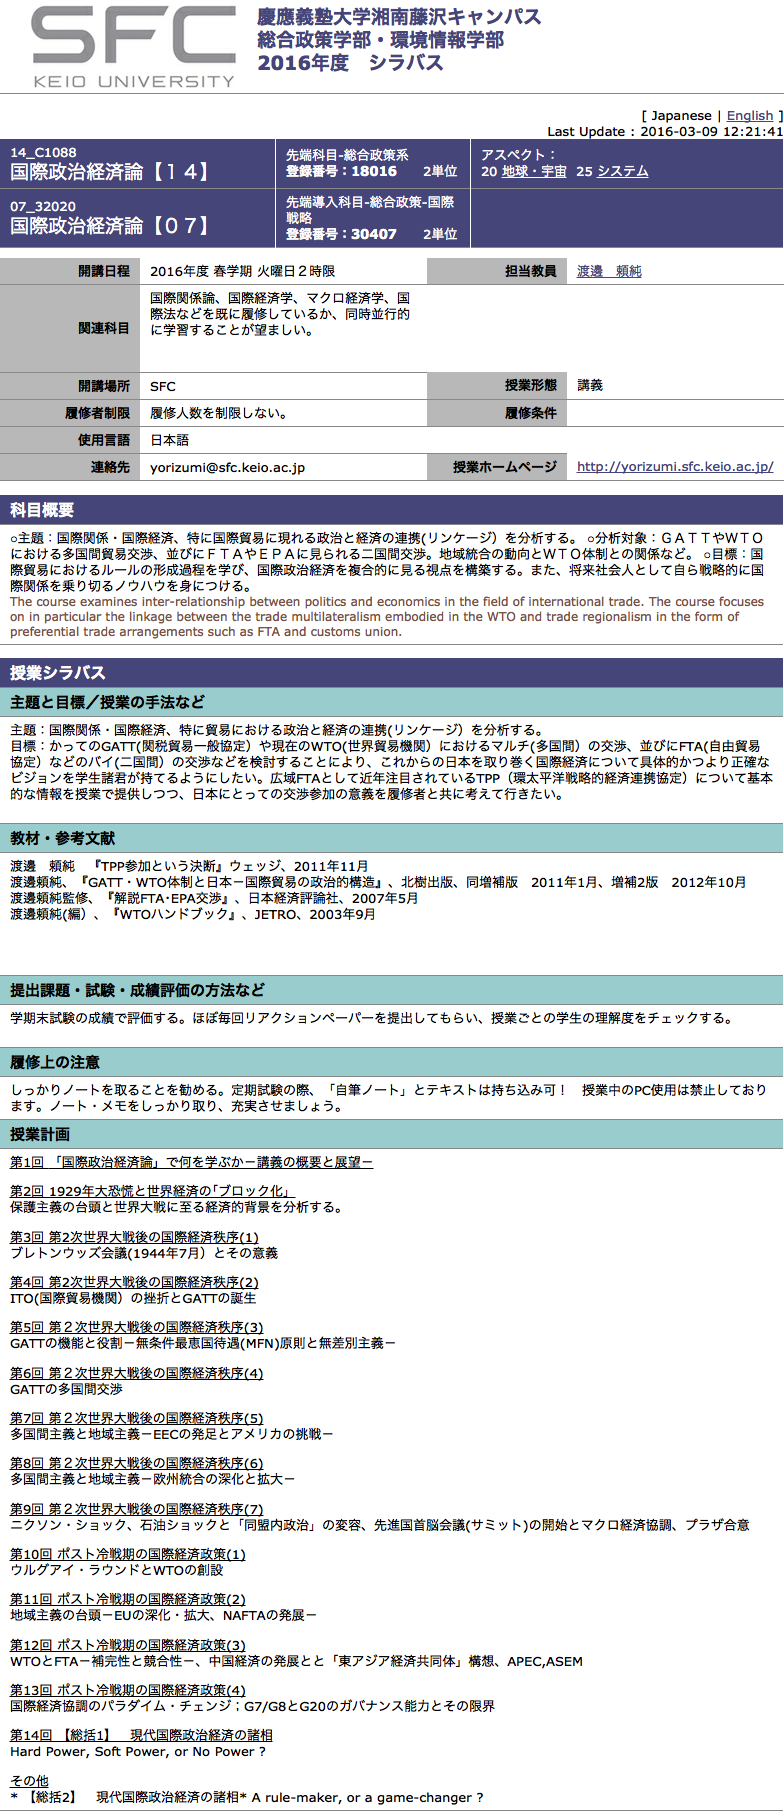 SFC
KEIO UNIVERSITY
慶應義塾大学湘南藤沢キャンパス
総合政策学部・環境情報学部
2016年度　シラバス
[ Japanese | English ]
Last Update : 2016-03-09 12:21:41
14_C1088
国際政治経済論【１４】
先端科目-総合政策系
登録番号：18016　2単位
アスペクト：
20 地球・宇宙 25 システム
07_32020
国際政治経済論【０７】
先端導入科目-総合政策-国際
戦略
登録番号：30407　2単位
開講日程 2016年度 春学期 火曜日２時限 担当教員 渡邊　頼純
関連科目
国際関係論、国際経済学、マクロ経済学、国
際法などを既に履修しているか、同時並行的
に学習することが望ましい。
開講場所 SFC 授業形態 講義
履修者制限 履修人数を制限しない。 履修条件
使用言語 日本語
連絡先 yorizumi@sfc.keio.ac.jp 授業ホームページ http://yorizumi.sfc.keio.ac.jp/
科目概要
○主題：国際関係・国際経済、特に国際貿易に現れる政治と経済の連携(リンケージ）を分析する。 ○分析対象：ＧＡＴＴやＷＴＯ
における多国間貿易交渉、並びにＦＴＡやＥＰＡに見られる二国間交渉。地域統合の動向とＷＴＯ体制との関係など。 ○目標：国
際貿易におけるルールの形成過程を学び、国際政治経済を複合的に見る視点を構築する。また、将来社会人として自ら戦略的に国
際関係を乗り切るノウハウを身につける。
The course examines inter-relationship between politics and economics in the field of international trade. The course focuses
on in particular the linkage between the trade multilateralism embodied in the WTO and trade regionalism in the form of
preferential trade arrangements such as FTA and customs union.
授業シラバス
主題と目標／授業の手法など
主題：国際関係・国際経済、特に貿易における政治と経済の連携(リンケージ）を分析する。
目標：かってのGATT(関税貿易一般協定）や現在のWTO(世界貿易機関）におけるマルチ(多国間）の交渉、並びにFTA(自由貿易
協定）などのバイ(二国間）の交渉などを検討することにより、これからの日本を取り巻く国際経済について具体的かつより正確な
ビジョンを学生諸君が持てるようにしたい。広域FTAとして近年注目されているTPP（環太平洋戦略的経済連携協定）について基本
的な情報を授業で提供しつつ、日本にとっての交渉参加の意義を履修者と共に考えて行きたい。
教材・参考文献
渡邊　頼純　『TPP参加という決断』ウェッジ、2011年11月
渡邊頼純、『GATT・WTO体制と日本－国際貿易の政治的構造』、北樹出版、同増補版　2011年1月、増補2版　2012年10月
渡邊頼純監修、『解説FTA･EPA交渉』、日本経済評論社、2007年5月
渡邊頼純(編）、『WTOハンドブック』、JETRO、2003年9月
提出課題・試験・成績評価の方法など
学期末試験の成績で評価する。ほぼ毎回リアクションペーパーを提出してもらい、授業ごとの学生の理解度をチェックする。
履修上の注意
しっかりノートを取ることを勧める。定期試験の際、「自筆ノート」とテキストは持ち込み可！　授業中のPC使用は禁止しており
ます。ノート・メモをしっかり取り、充実させましょう。
授業計画
第1回 「国際政治経済論」で何を学ぶか－講義の概要と展望－
第2回 1929年大恐慌と世界経済の｢ブロック化」
保護主義の台頭と世界大戦に至る経済的背景を分析する。
第3回 第2次世界大戦後の国際経済秩序(1)
ブレトンウッズ会議(1944年7月）とその意義
第4回 第2次世界大戦後の国際経済秩序(2)
ITO(国際貿易機関）の挫折とGATTの誕生
第5回 第２次世界大戦後の国際経済秩序(3)
GATTの機能と役割－無条件最恵国待遇(MFN)原則と無差別主義－
第6回 第２次世界大戦後の国際経済秩序(4)
GATTの多国間交渉
第7回 第２次世界大戦後の国際経済秩序(5)
多国間主義と地域主義－EECの発足とアメリカの挑戦－
第8回 第２次世界大戦後の国際経済秩序(6)
多国間主義と地域主義－欧州統合の深化と拡大－
第9回 第２次世界大戦後の国際経済秩序(7)
ニクソン・ショック、石油ショックと「同盟内政治」の変容、先進国首脳会議(サミット)の開始とマクロ経済協調、プラザ合意
第10回 ポスト冷戦期の国際経済政策(1)
ウルグアイ・ラウンドとWTOの創設
第11回 ポスト冷戦期の国際経済政策(2)
地域主義の台頭－EUの深化・拡大、NAFTAの発展－
第12回 ポスト冷戦期の国際経済政策(3)
WTOとFTA－補完性と競合性－、中国経済の発展とと「東アジア経済共同体」構想、APEC,ASEM
第13回 ポスト冷戦期の国際経済政策(4)
国際経済協調のパラダイム・チェンジ；G7/G8とG20のガバナンス能力とその限界
第14回 【総括1】　現代国際政治経済の諸相
Hard Power, Soft Power, or No Power ?
その他
* 【総括2】　現代国際政治経済の諸相* A rule-maker, or a game-changer ?